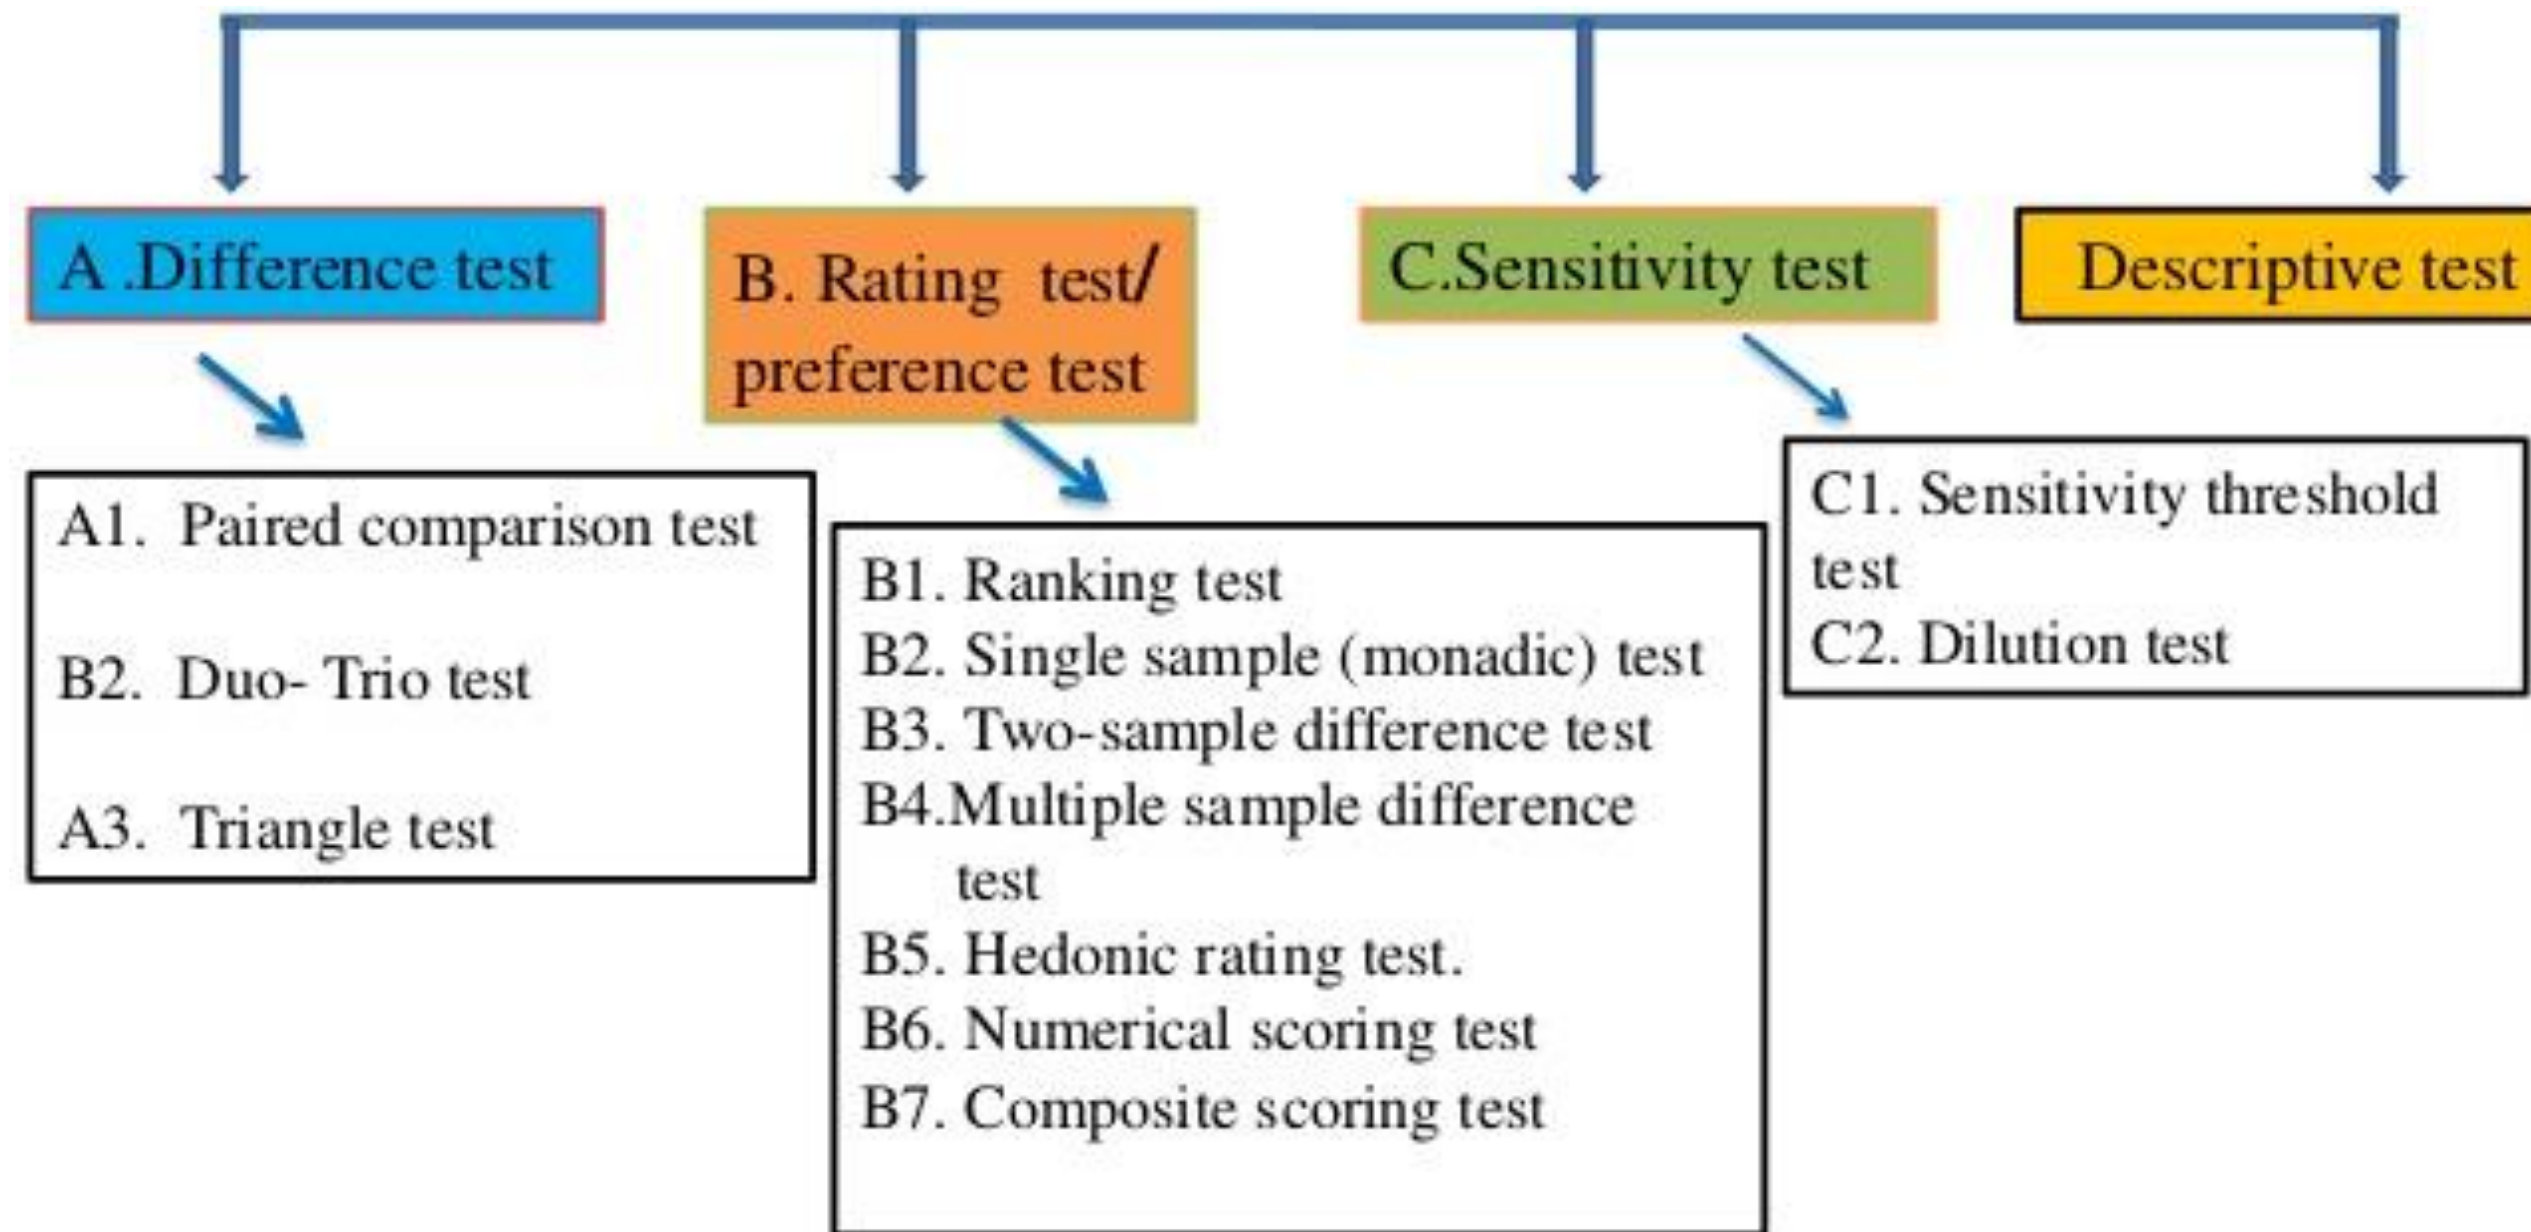 A .Difference test
B. Rating test/
preference test
C.Sensitivity test
Descriptive test
A1. Paired comparison test
B2. Duo- Trio test
A3. Triangle test
B1. Ranking test
B2. Single sample (monadic) test
B3. Two-sample difference test
B4.Multiple sample difference
test
B5. Hedonic rating test.
B6. Numerical scoring test
B7. Composite scoring test
C1. Sensitivity threshold
test
C2. Dilution test